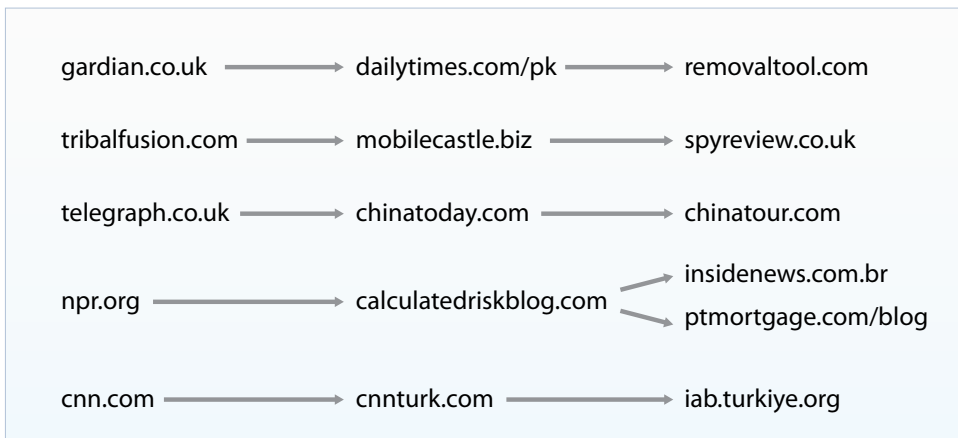 gardian.co.uk dailytimes.com/pk removaltool.com
tribalfusion.com mobilecastle.biz spyreview.co.uk
telegraph.co.uk chinatoday.com chinatour.com
insidenews.com.br
npr.org calculatedriskblog.com
ptmortgage.com/blog
cnn.com cnnturk.com iab.turkiye.org